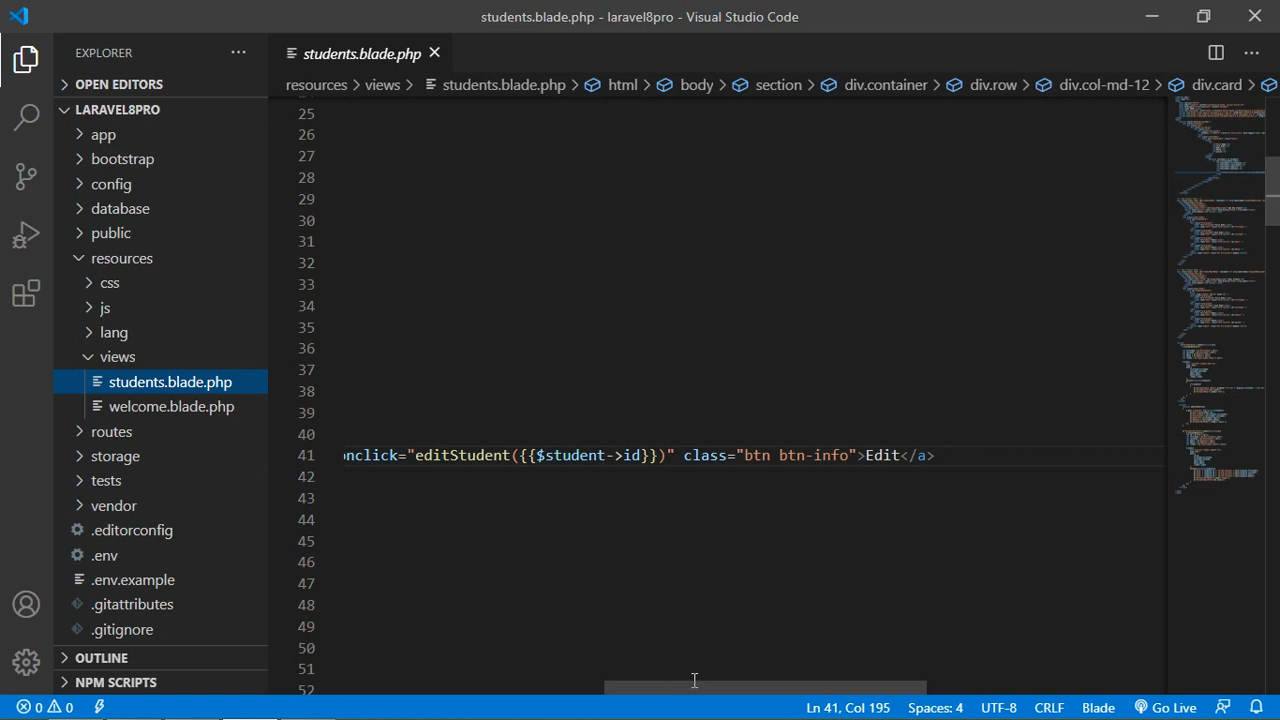 students.blade.php - laravel8pro - Visual Studio Code
EXPLORER
students.blade.php
OPEN EDITORS
resources > views > students.blade.php > html > body > section > div.container > div.row > div.col-md-12 > div.card >
LARAVEL8PRO
app
bootstrap
config
database
public
resources
css
js
lang
views
students.blade.php
welcome.blade.php
routes
storage
tests
vendor
.editorconfig
.env
.env.example
.gitattributes
.gitignore
OUTLINE
NPM SCRIPTS
25
26
27
28
29
30
31
32
33
34
35
36
37
38
39
40
41 onclick="editStudent({{$student->id}})" class="btn btn-info">Edit</a>
42
43
44
45
46
47
48
49
50
51
52
0 0 Ln 41, Col 195 Spaces: 4 UTF-8 CRLF Blade Go Live